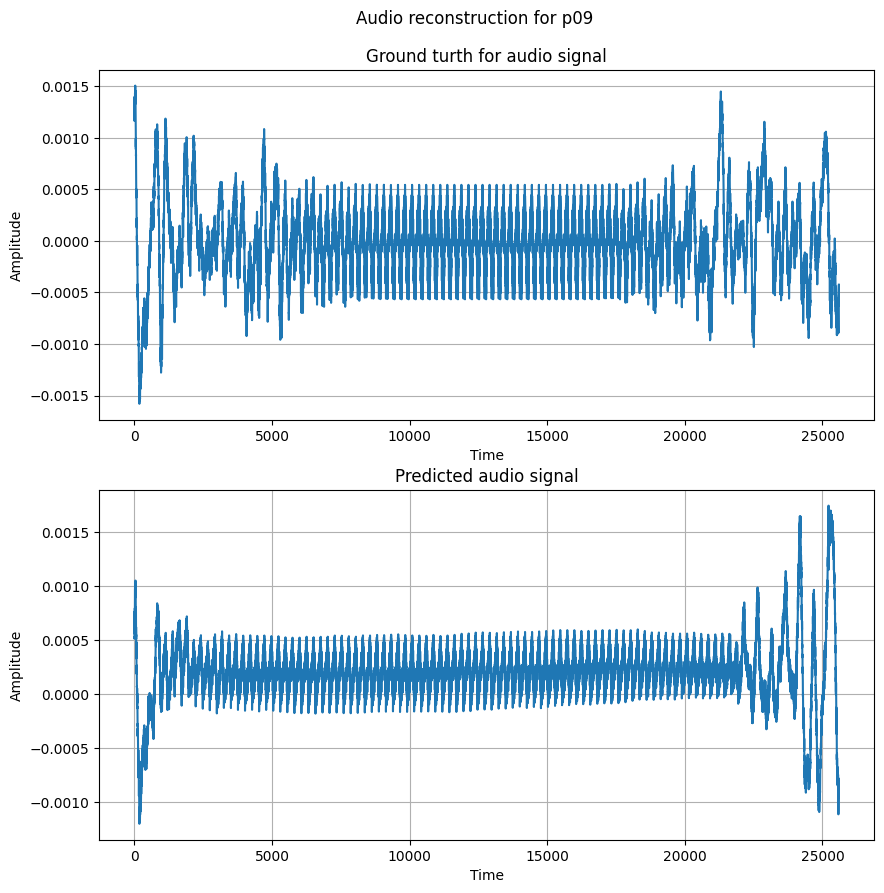 Audio reconstruction for p09
Ground turth for audio signal
0.0015
0.0010
0.0005
0.0000
−0.0005
−0.0010
−0.0015
Amplitude
0 5000 10000 15000 20000 25000
Time
Predicted audio signal
0.0015
0.0010
0.0005
0.0000
−0.0005
−0.0010
Amplitude
0 5000 10000 15000 20000 25000
Time